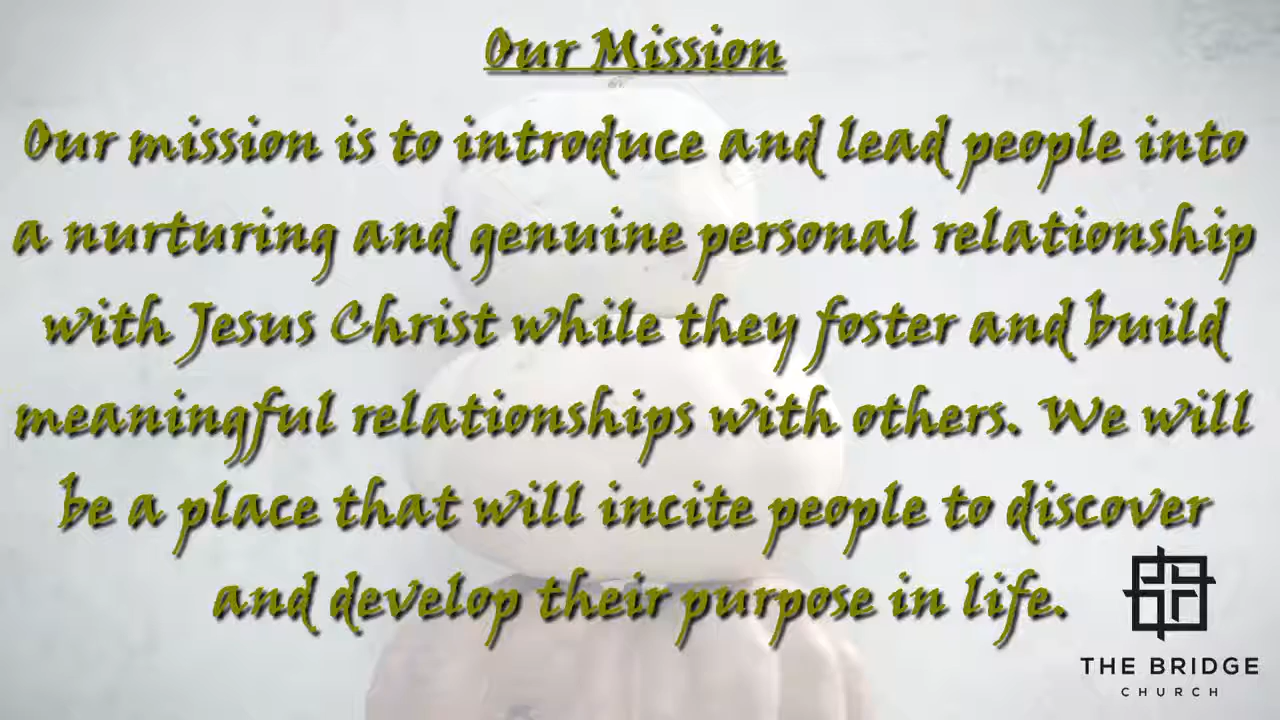 Our Mission
Our mission is to introduce and lead people into
a nurturing and genuine personal relationship
with Jesus Christ while they foster and build
meaningful relationships with others. We will
be a place that will incite people to discover
and develop their purpose in life.
THE BRIDGE
CHURCH